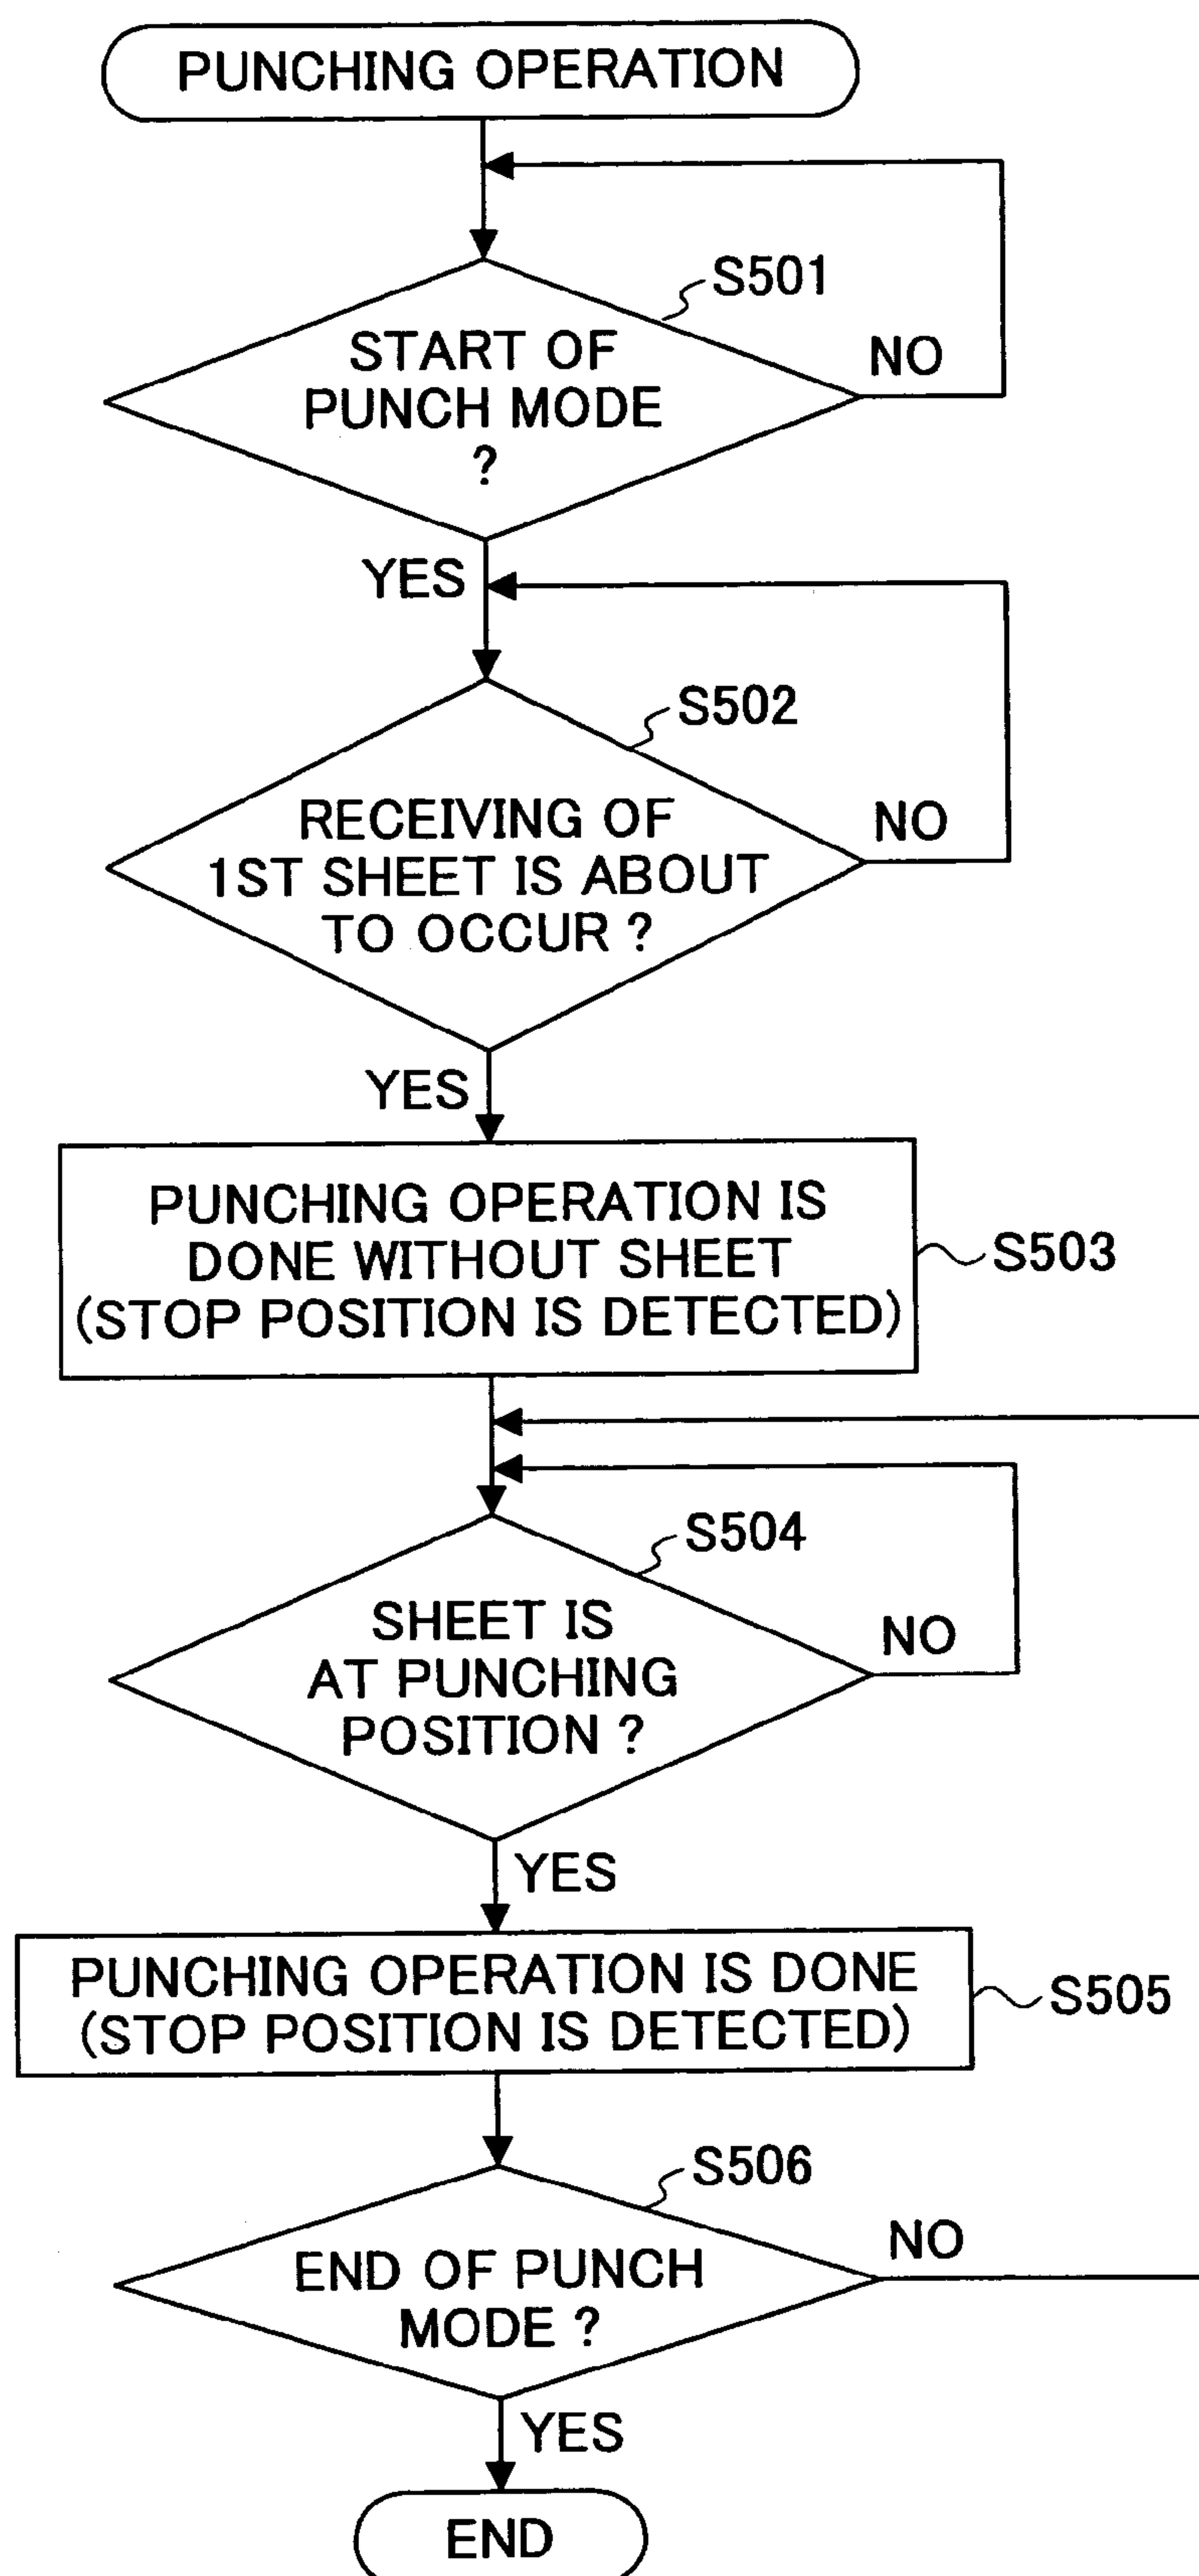 PUNCHING OPERATION
S501
START OF
PUNCH MODE
?
NO
YES
S502
RECEIVING OF
1ST SHEET IS ABOUT
TO OCCUR ?
NO
YES
PUNCHING OPERATION IS
DONE WITHOUT SHEET
(STOP POSITION IS DETECTED)
S503
S504
SHEET IS
AT PUNCHING
POSITION ?
NO
YES
PUNCHING OPERATION IS DONE
(STOP POSITION IS DETECTED)
S505
S506
END OF PUNCH
MODE ?
NO
YES
END